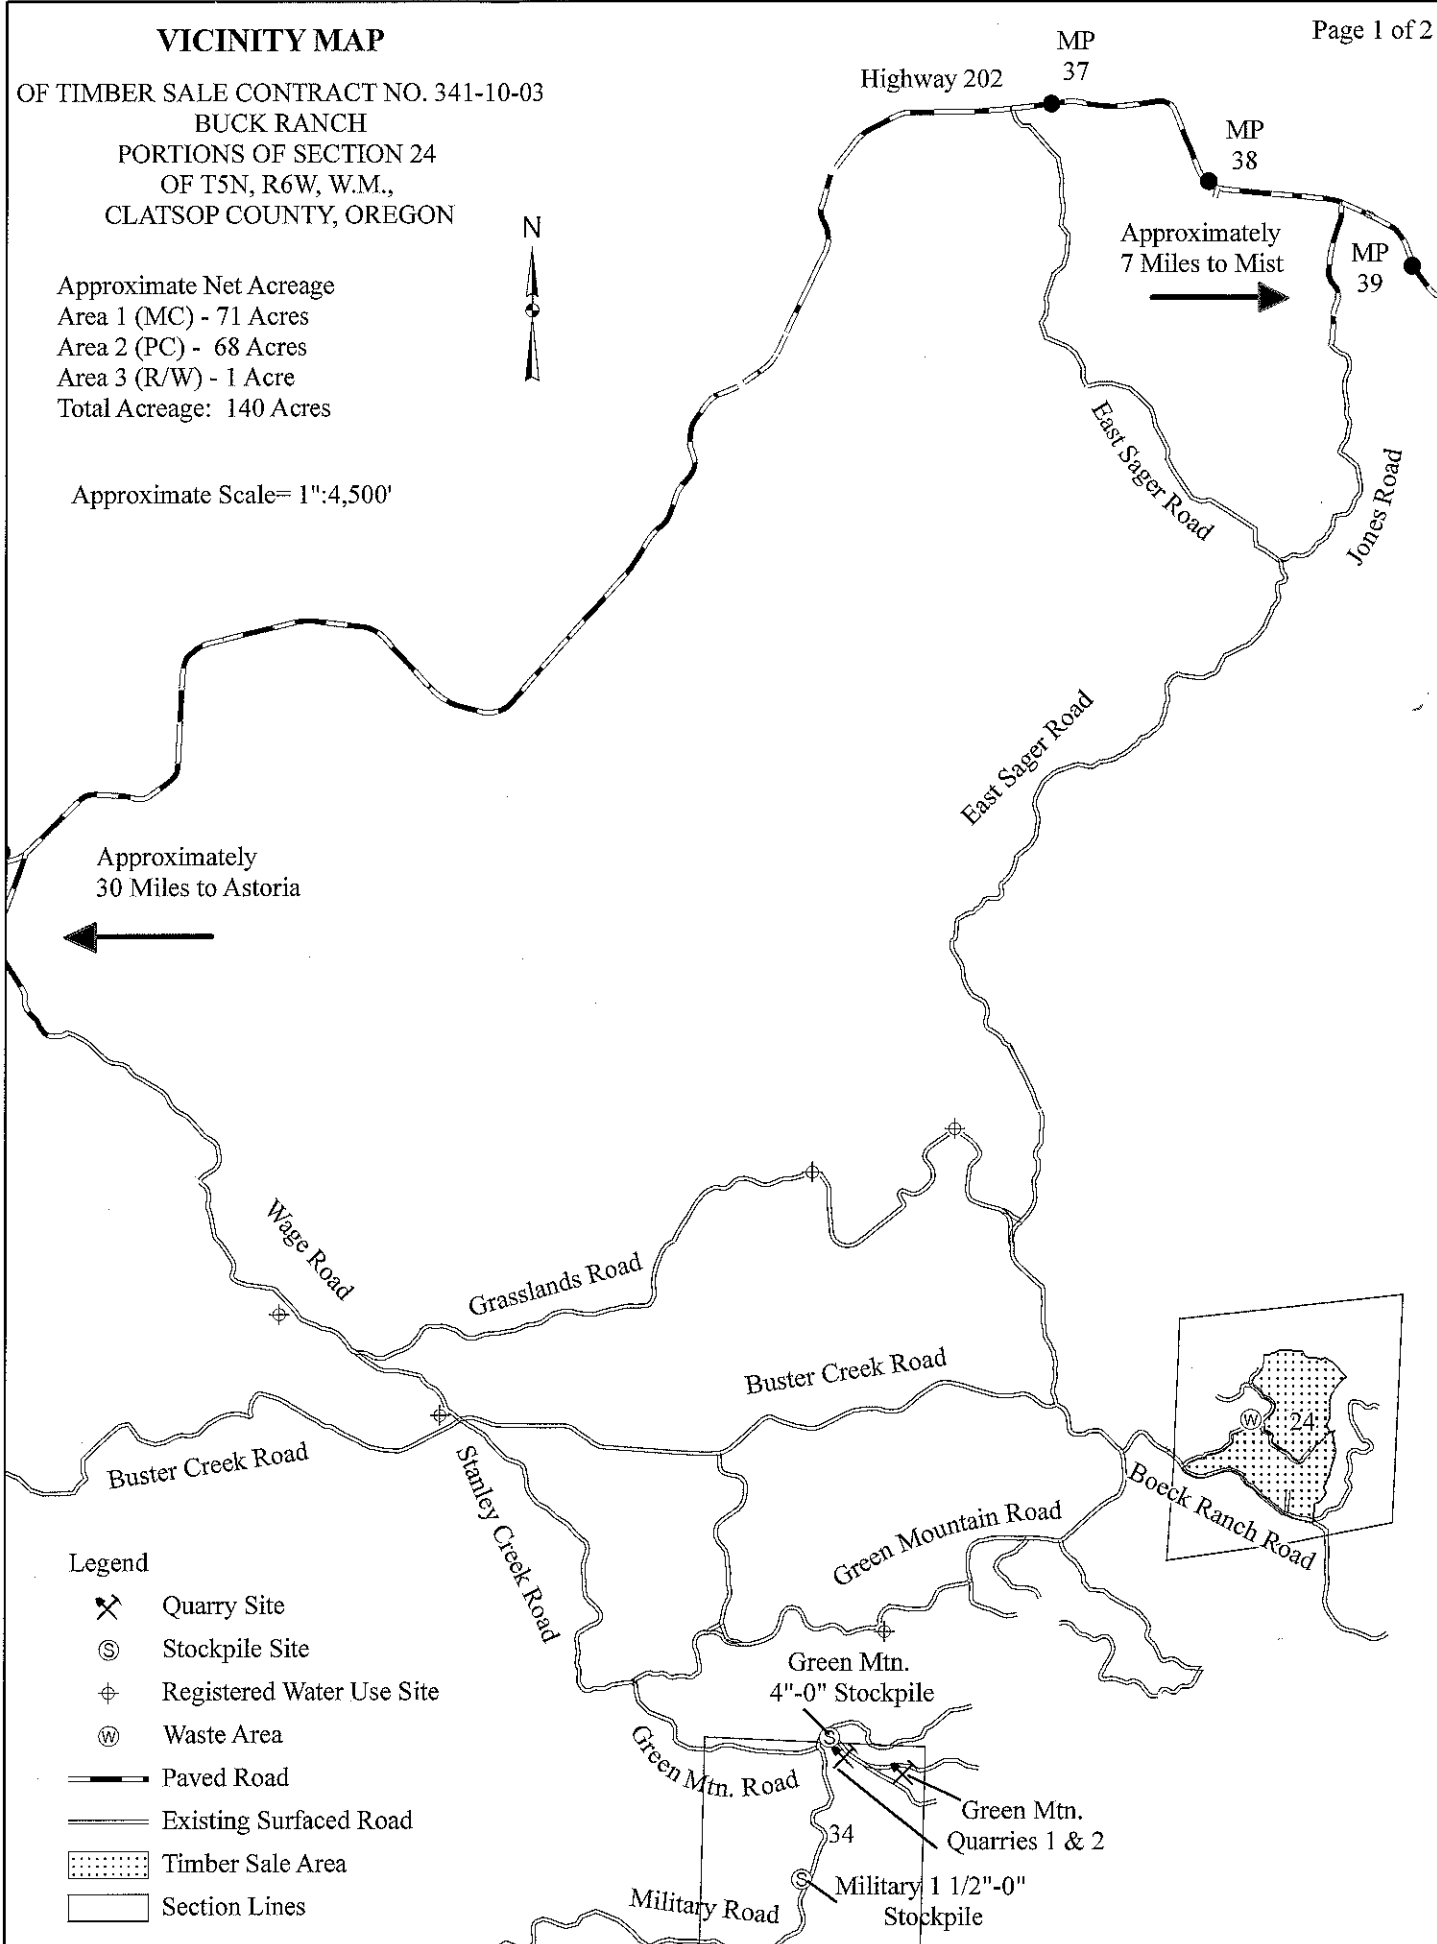 Page 1 of 2
VICINITY MAP
OF TIMBER SALE CONTRACT NO. 341-10-03
BUCK RANCH
PORTIONS OF SECTION 24
OF T5N, R6W, W.M.,
CLATSOP COUNTY, OREGON
Approximate Net Acreage
Area 1 (MC) - 71 Acres
Area 2 (PC) - 68 Acres
Area 3 (R/W) - 1 Acre
Total Acreage: 140 Acres
Approximate Scale= 1":4,500'
N
Highway 202
MP
37
MP
38
MP
39
Approximately
7 Miles to Mist
East Sager Road
Jones Road
East Sager Road
Approximately
30 Miles to Astoria
Wage Road
Grasslands Road
Buster Creek Road
Buster Creek Road
Stanley Creek Road
24
W
Boeck Ranch Road
Green Mountain Road
Green Mtn.
4"-0" Stockpile
S
Green Mtn. Road
Green Mtn.
Quarries 1 & 2
34
S
Military 1 1/2"-0"
Stockpile
Military Road
Legend
Quarry Site
S Stockpile Site
Registered Water Use Site
W Waste Area
Paved Road
Existing Surfaced Road
Timber Sale Area
Section Lines